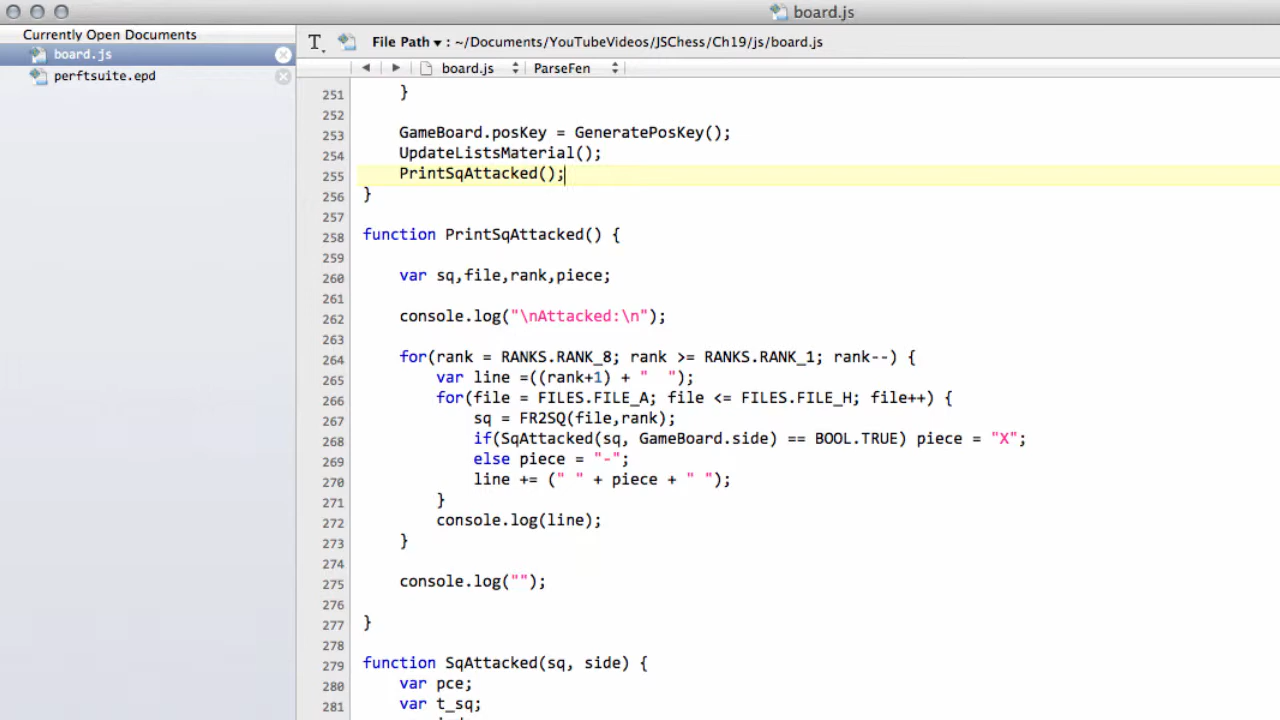 board.js
Currently Open Documents
board.js
perftsuite.epd
File Path ▾ : ~/Documents/YouTubeVideos/JSChess/Ch19/js/board.js
board.js ParseFen
251 }
252
253 GameBoard.posKey = GeneratePosKey();
254 UpdateListsMaterial();
255 PrintSqAttacked();
256 }
257
258 function PrintSqAttacked() {
259
260 var sq,file,rank,piece;
261
262 console.log("\nAttacked:\n");
263
264 for(rank = RANKS.RANK_8; rank >= RANKS.RANK_1; rank--) {
265 var line =((rank+1) + "  ");
266 for(file = FILES.FILE_A; file <= FILES.FILE_H; file++) {
267 sq = FR2SQ(file,rank);
268 if(SqAttacked(sq, GameBoard.side) == BOOL.TRUE) piece = "X";
269 else piece = "-";
270 line += (" " + piece + " ");
271 }
272 console.log(line);
273 }
274
275 console.log("");
276
277 }
278
279 function SqAttacked(sq, side) {
280 var pce;
281 var t_sq;